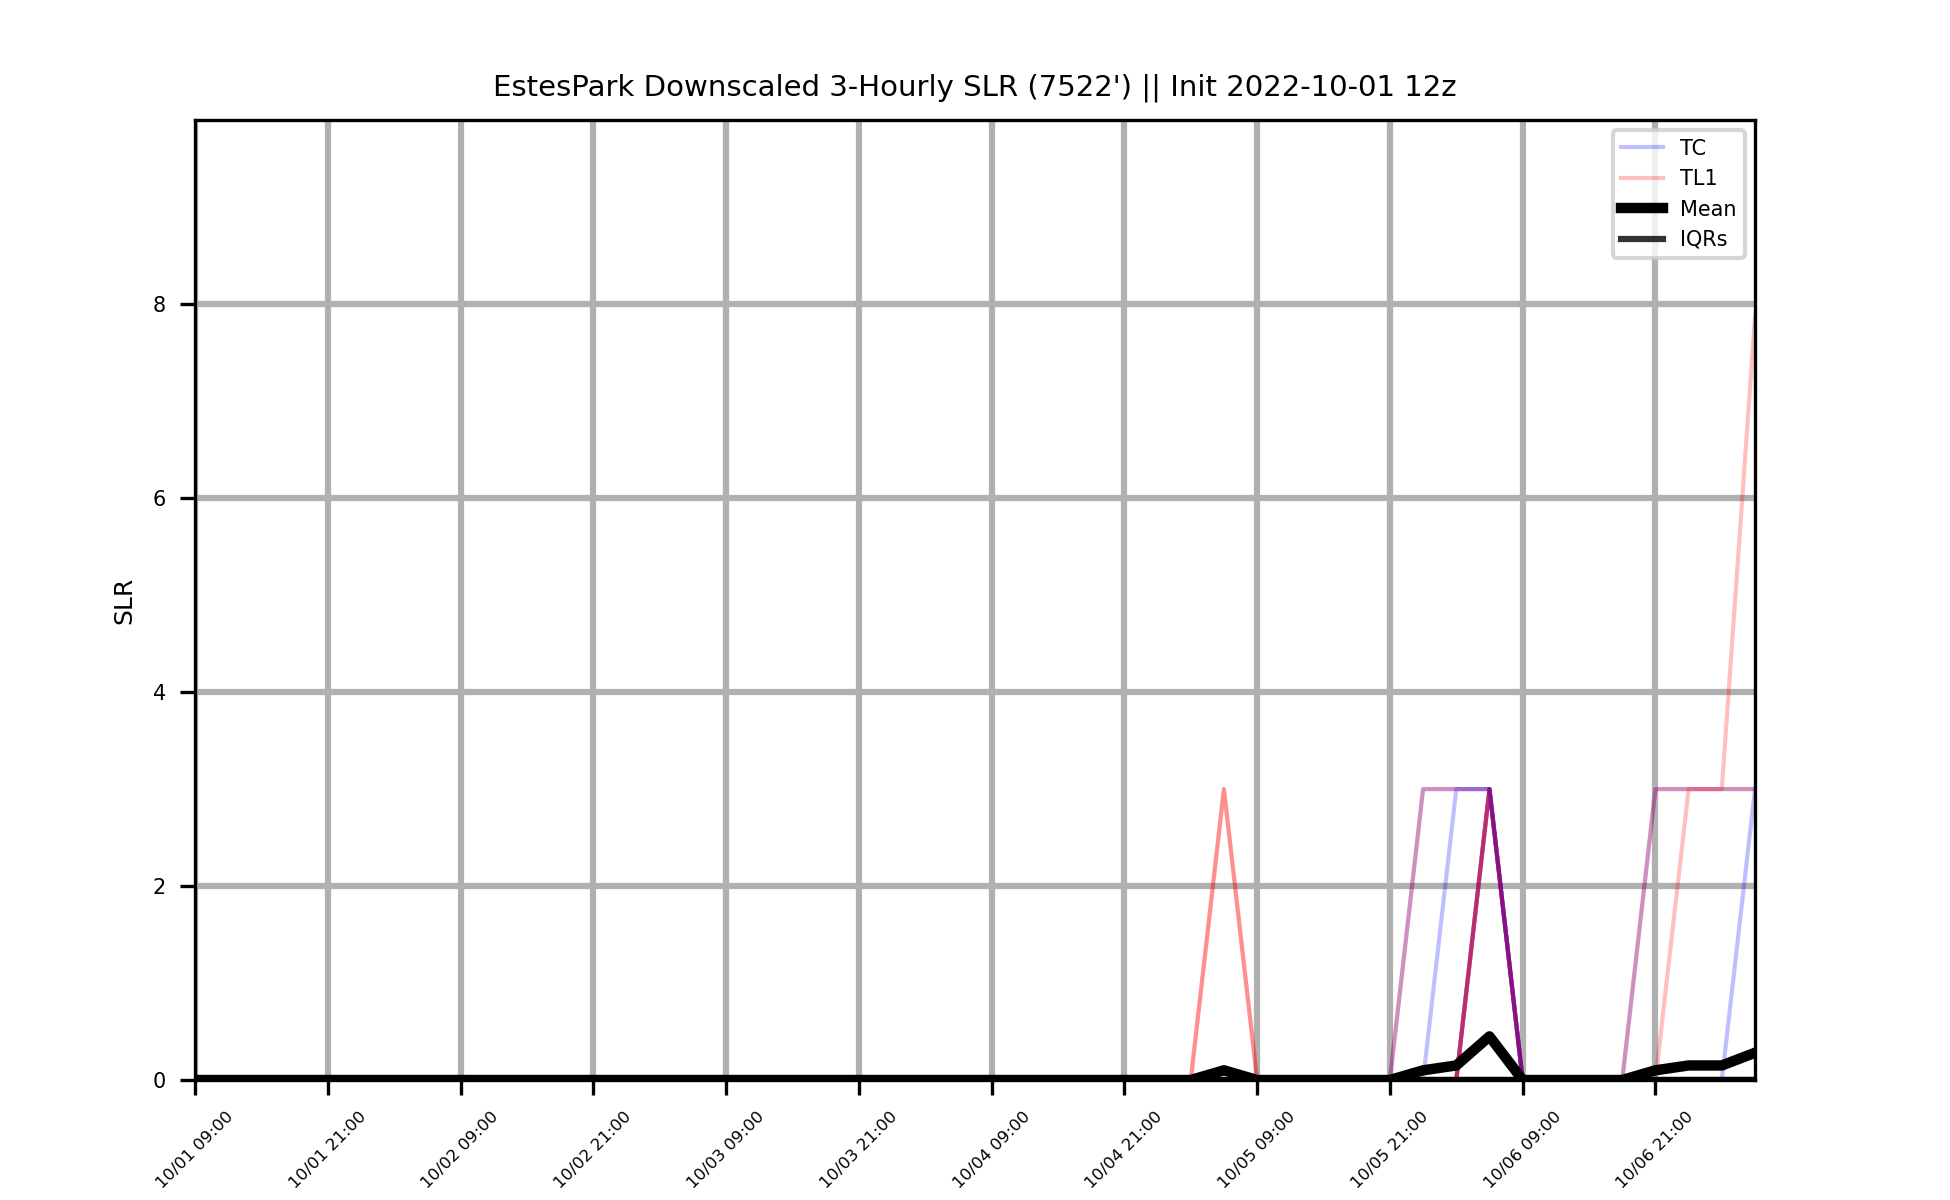 EstesPark Downscaled 3-Hourly SLR (7522') || Init 2022-10-01 12z
TC
TL1
Mean
IQRs
8
6
4
2
0
SLR
10/01 09:00
10/01 21:00
10/02 09:00
10/02 21:00
10/03 09:00
10/03 21:00
10/04 09:00
10/04 21:00
10/05 09:00
10/05 21:00
10/06 09:00
10/06 21:00